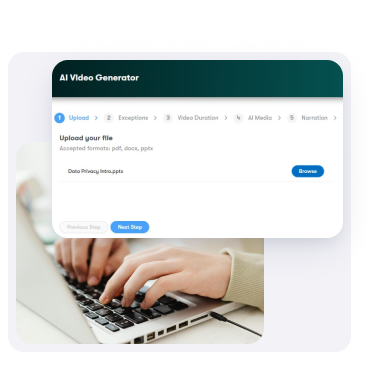 AI Video Generator
1 Upload > 2 Exceptions > 3 Video Duration > 4 AI Media > 5 Narration >
Upload your file
Accepted formats: pdf, docx, pptx
Data Privacy Intro.pptx Browse
Previous Step Next Step